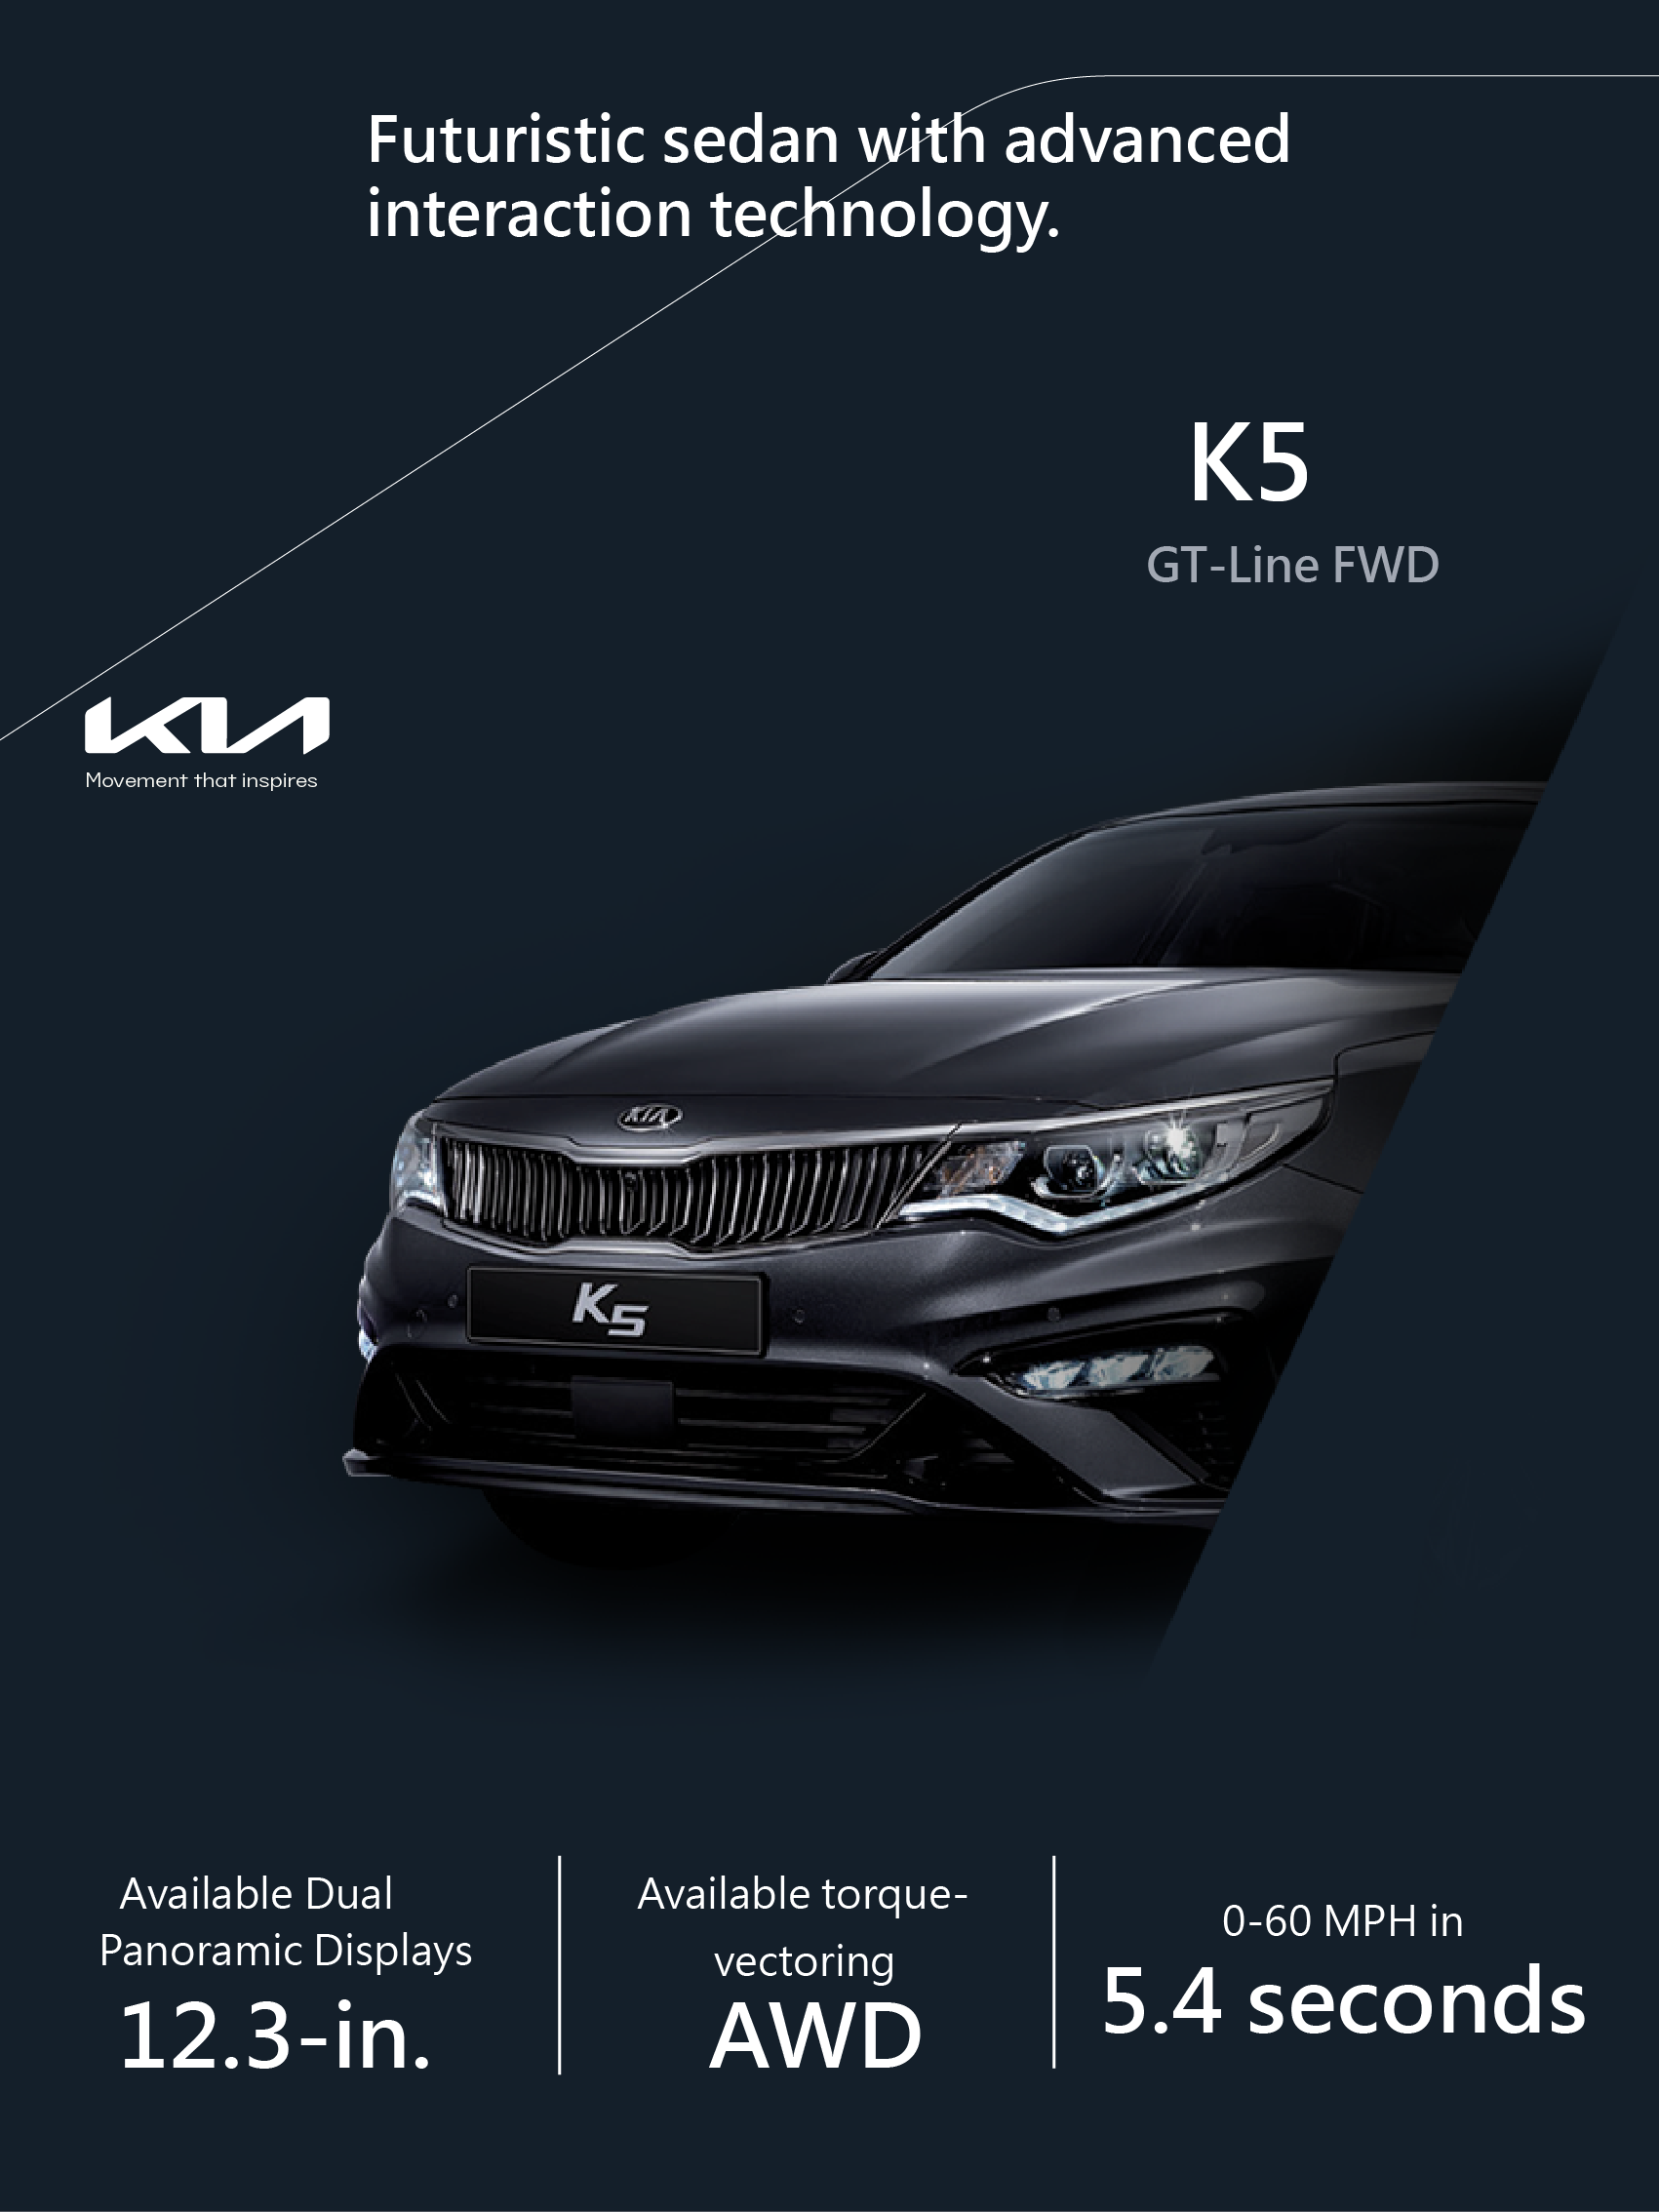 Futuristic sedan with advanced
interaction technology.
K5
GT-Line FWD
KIA
Movement that inspires
KIA
K5
Available Dual
Panoramic Displays
12.3-in.
Available torque-
vectoring
AWD
0-60 MPH in
5.4 seconds